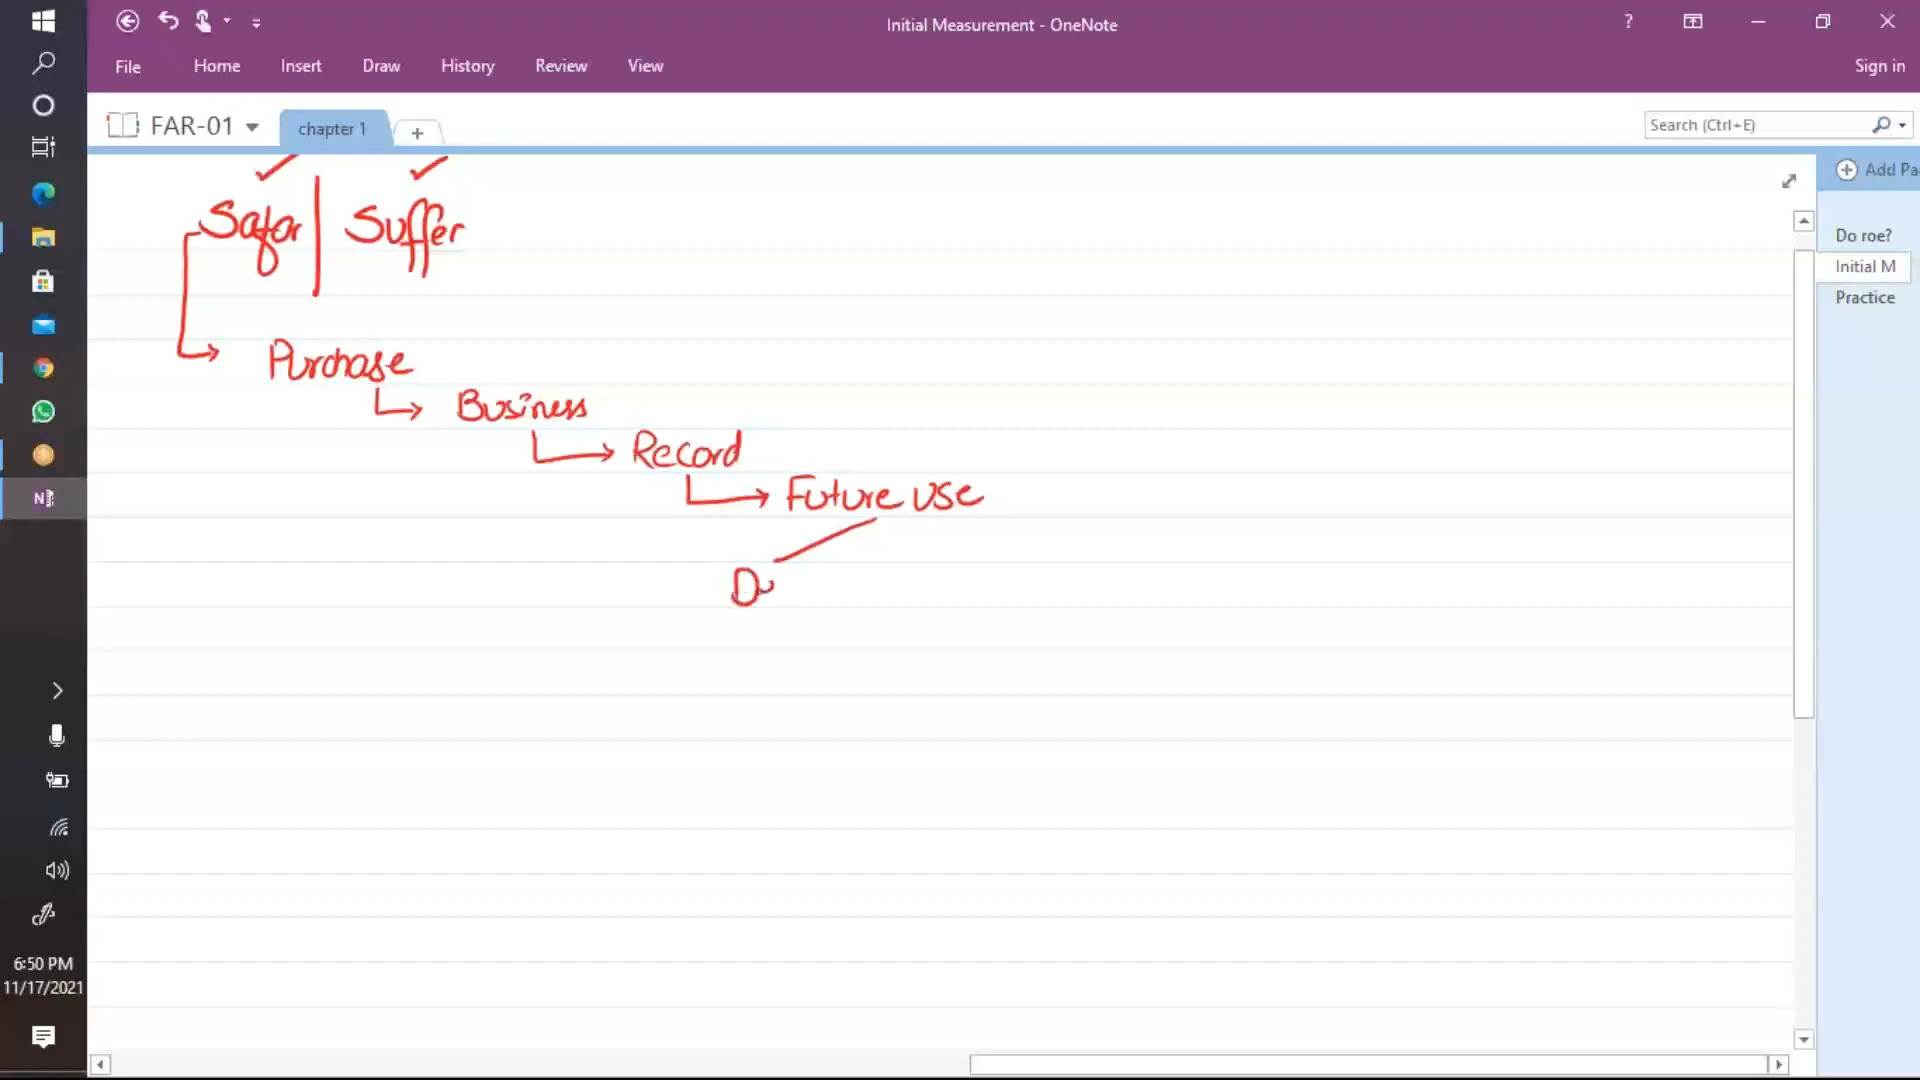 Initial Measurement - OneNote
?
File Home Insert Draw History Review View
Sign in
FAR-01 chapter 1 +
Search (Ctrl+E)
Add Pa
Safar | Suffer
Do roe?
Initial M
Practice
Purchase
Business
Record
Future use
6:50 PM
11/17/2021